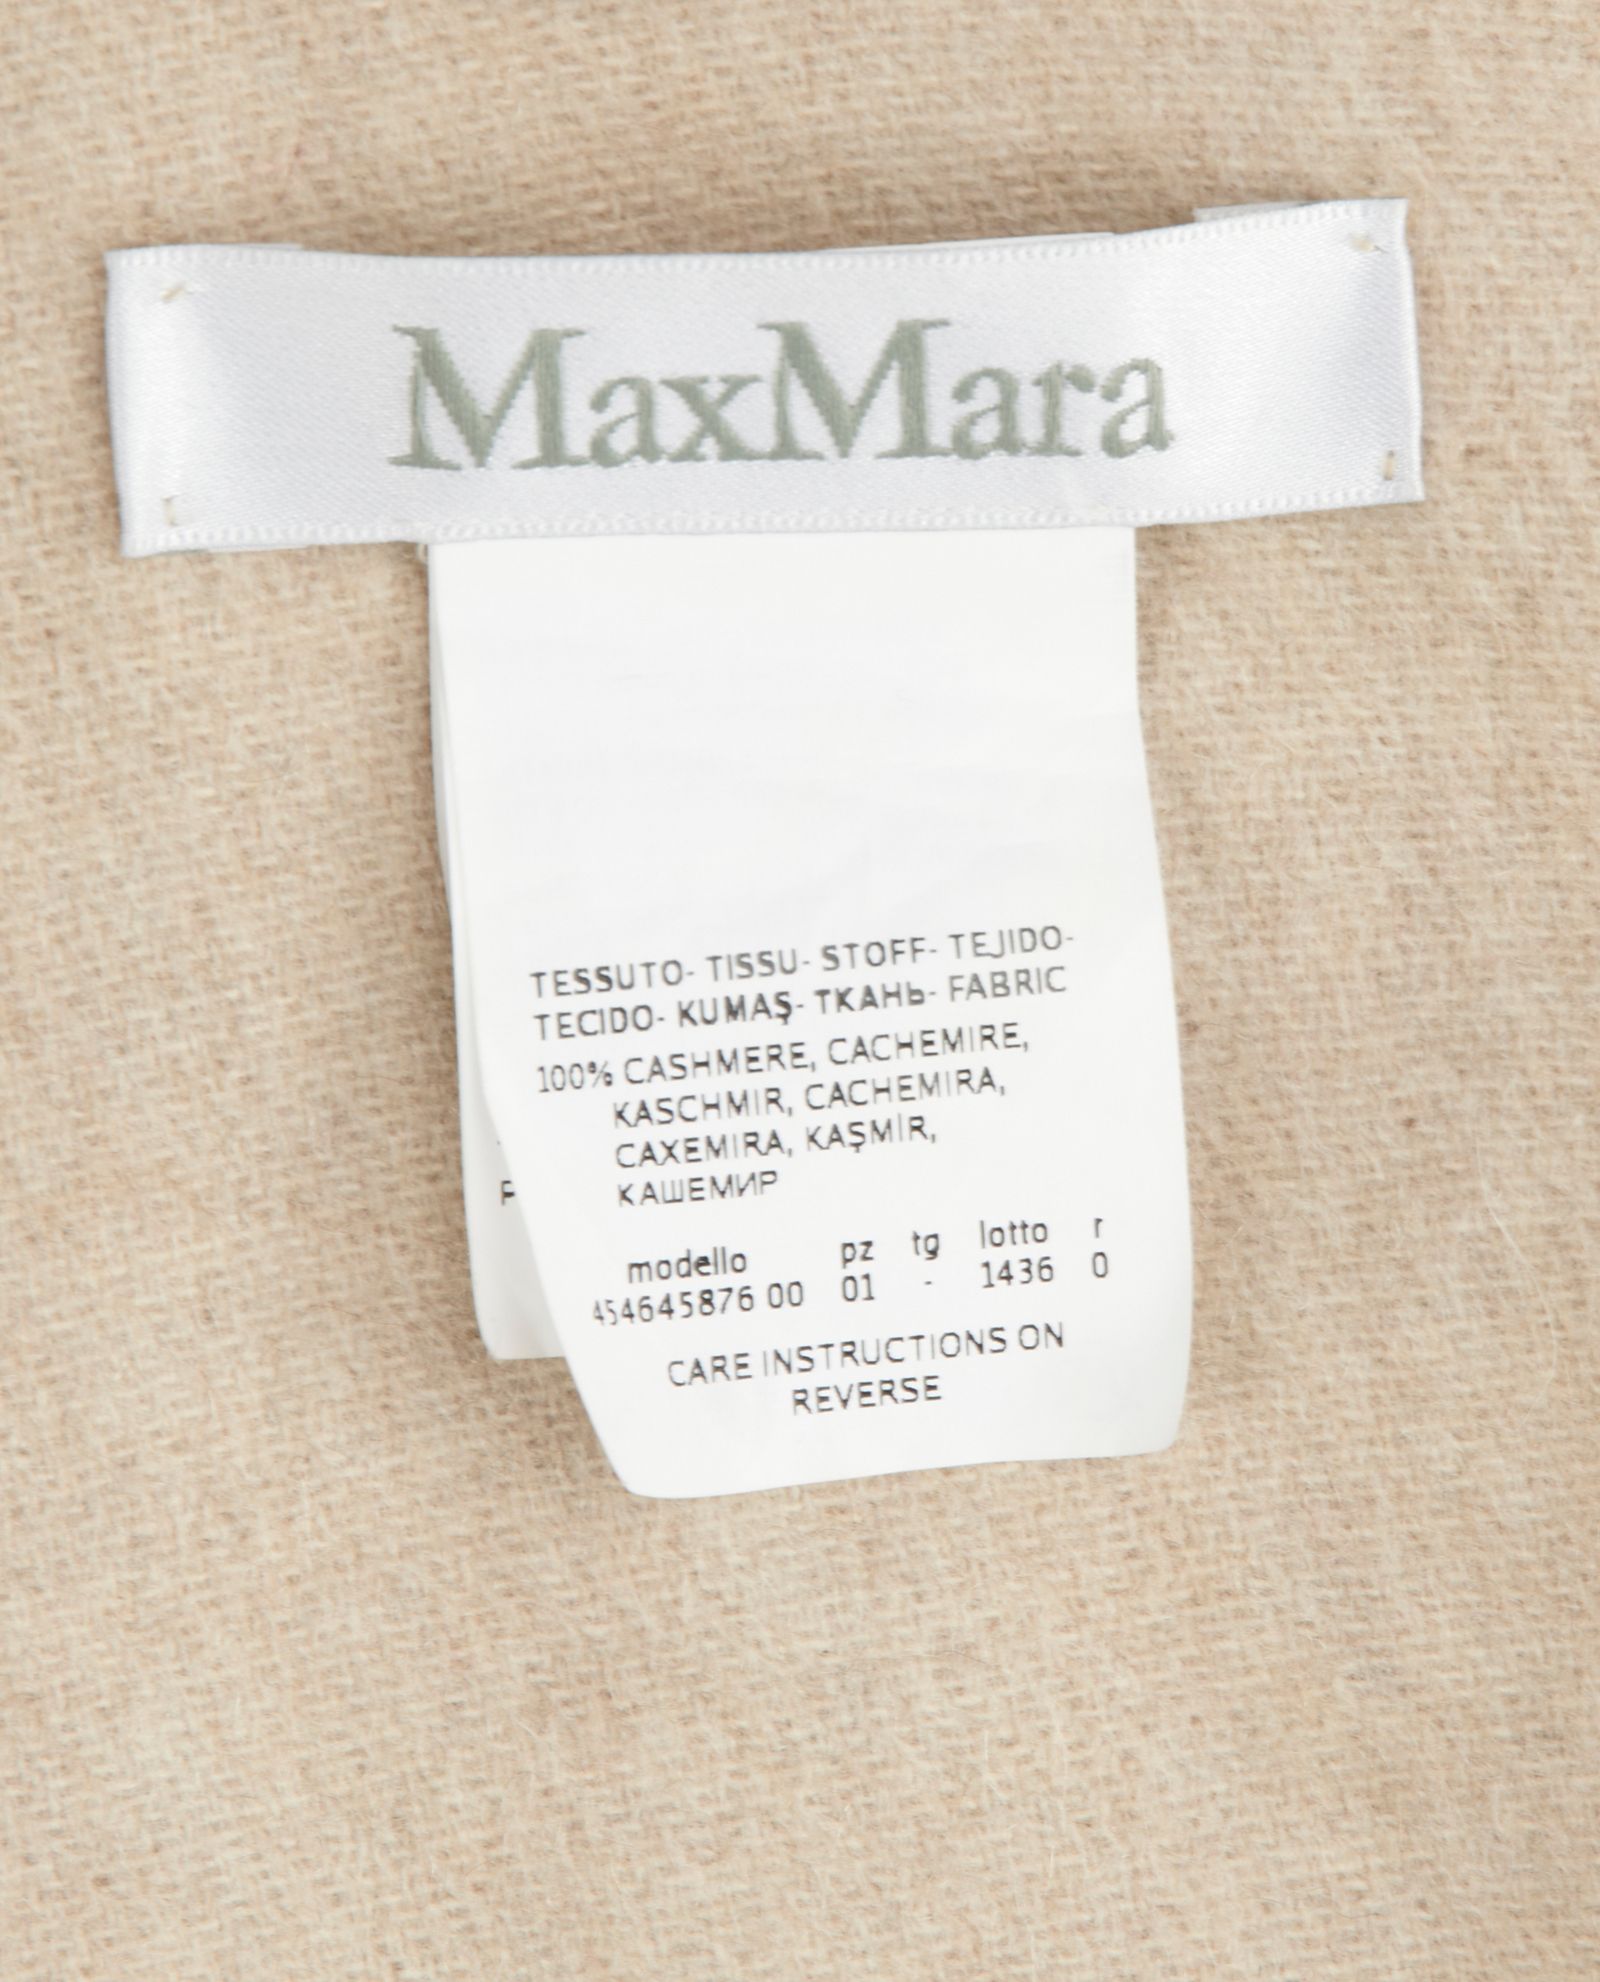 MaxMara
TESSUTO- TISSU- STOFF- TEJIDO-
TECIDO- KUMAŞ- ТКАНЬ- FABRIC
100% CASHMERE, CACHEMIRE,
KASCHMIR, CACHEMIRA,
CAXEMIRA, KAŞMİR,
КАШЕМИР
modello pz tg lotto r
454645876 00 01 - 1436 0
CARE INSTRUCTIONS ON
REVERSE